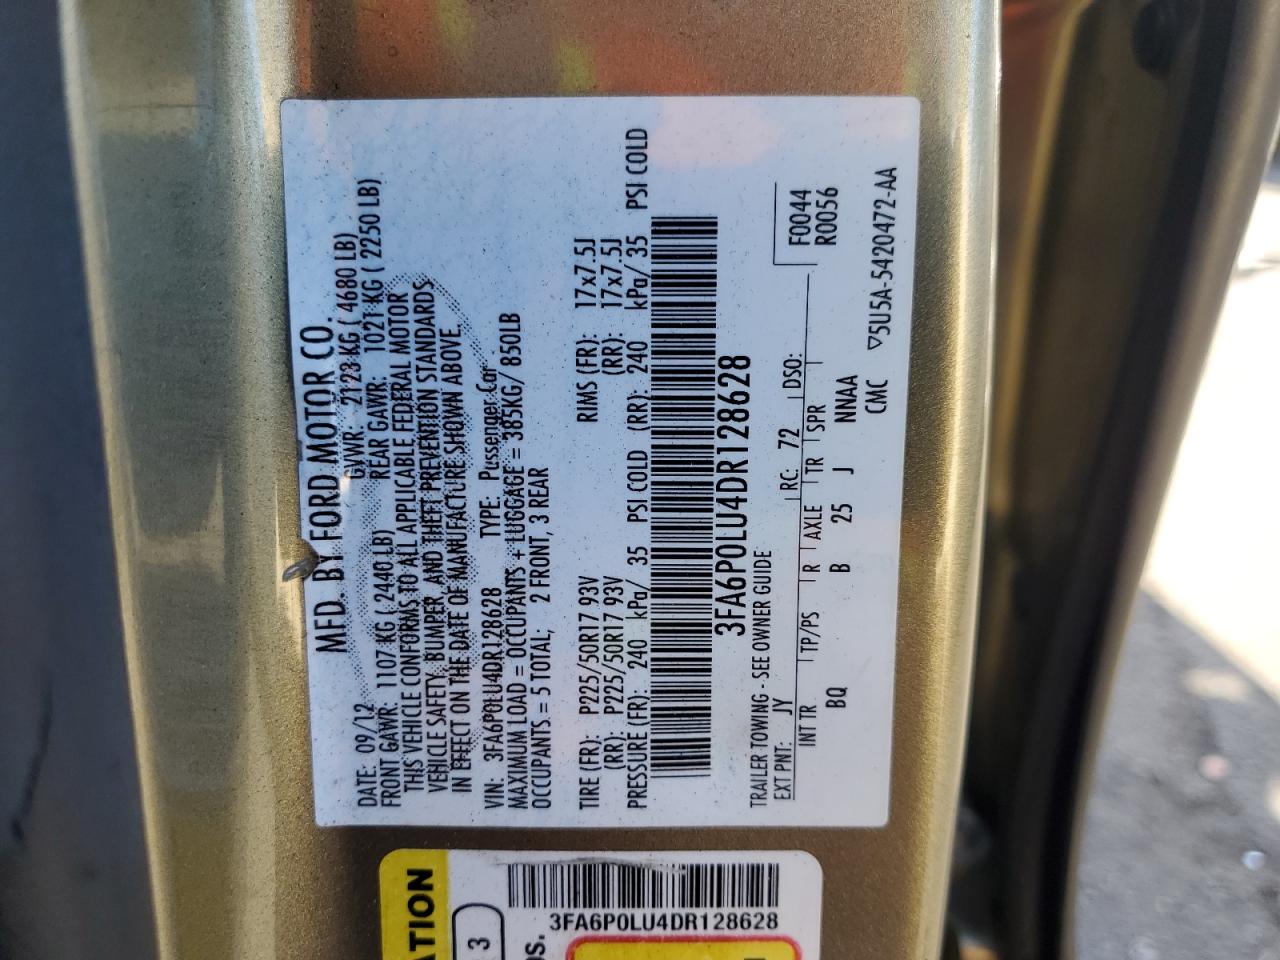 MFD. BY FORD MOTOR CO.
DATE: 09/12 GVWR: 2123 KG ( 4680 LB)
FRONT GAWR: 1107 KG ( 2440 LB) REAR GAWR: 1021 KG ( 2250 LB)
THIS VEHICLE CONFORMS TO ALL APPLICABLE FEDERAL MOTOR
VEHICLE SAFETY, BUMPER, AND THEFT PREVENTION STANDARDS
IN EFFECT ON THE DATE OF MANUFACTURE SHOWN ABOVE.
VIN: 3FA6P0LU4DR128628 TYPE: Passenger Car
MAXIMUM LOAD = OCCUPANTS + LUGGAGE = 385KG/ 850LB
OCCUPANTS = 5 TOTAL, 2 FRONT, 3 REAR
TIRE (FR): P225/50R17 93V RIMS (FR): 17x7.5J
(RR): P225/50R17 93V (RR): 17x7.5J
PRESSURE (FR): 240 kPa/ 35 PSI COLD (RR): 240 kPa/ 35 PSI COLD
3FA6P0LU4DR128628
TRAILER TOWING - SEE OWNER GUIDE
EXT PNT: JY RC: 72 DSO: F0044
R0056
INT TR TP/PS R AXLE TR SPR
BQ B 25 J NNAA
CMC ▽5U5A-5420472-AA
ATION
3
3FA6P0LU4DR128628